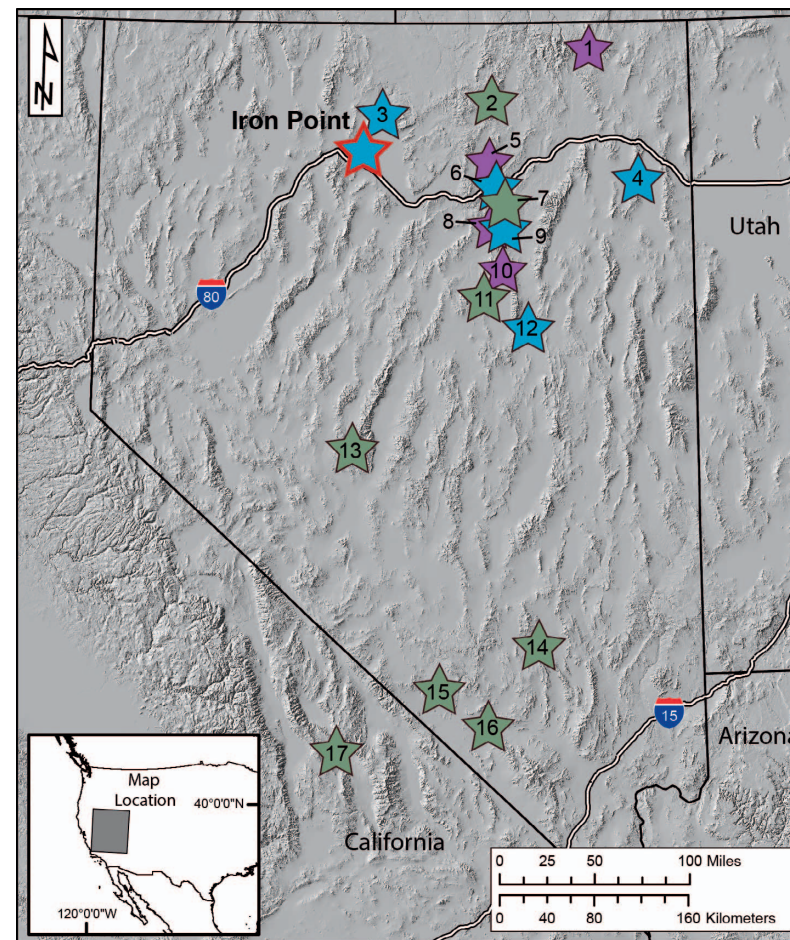 N
1
2
3
Iron Point
5
6
4
7
8
9
Utah
10
80
11
12
13
14
15
15
16
17
Arizona
Map
Location
40°0'0"N
120°0'0"W
California
0 25 50 100 Miles
0 40 80 160 Kilometers